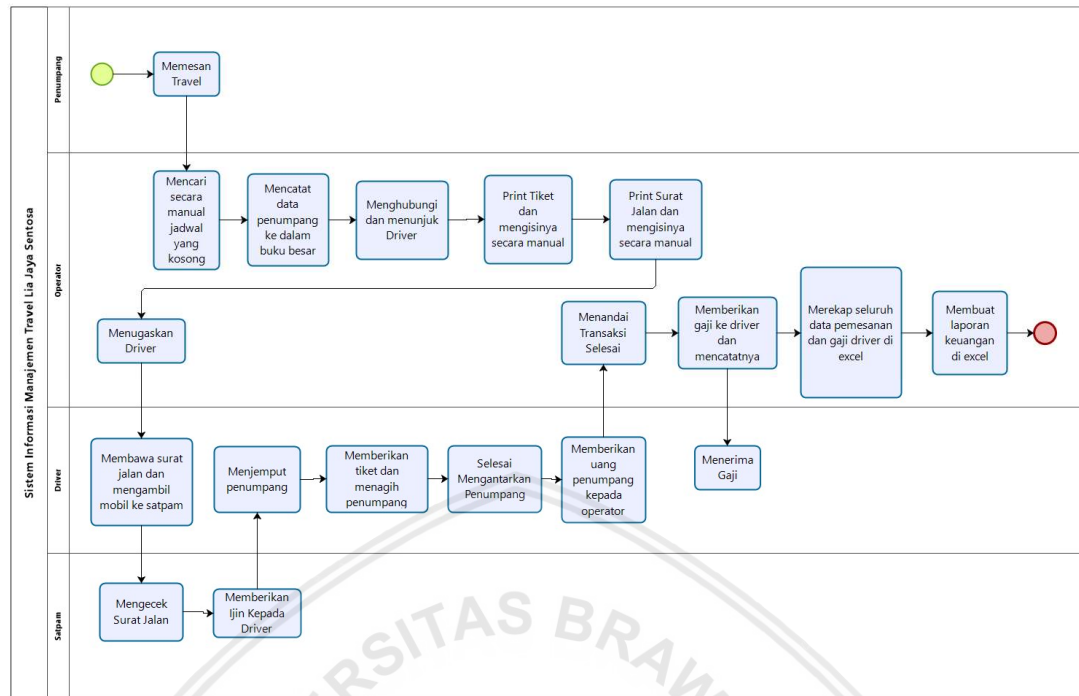 Sistem Informasi Manajemen Travel Lia Jaya Sentosa
Penumpang
Memesan
Travel
Operator
Mencari
secara
manual
jadwal
yang
kosong
Mencatat
data
penumpang
ke dalam
buku besar
Menghubungi
dan menunjuk
Driver
Print Tiket
dan
mengisinya
secara manual
Print Surat
Jalan dan
mengisinya
secara manual
Menugaskan
Driver
Menandai
Transaksi
Selesai
Memberikan
gaji ke driver
dan
mencatatnya
Merekap seluruh
data pemesanan
dan gaji driver di
excel
Membuat
laporan
keuangan
di excel
Driver
Membawa surat
jalan dan
mengambil
mobil ke satpam
Menjemput
penumpang
Memberikan
tiket dan
menagih
penumpang
Selesai
Mengantarkan
Penumpang
Memberikan
uang
penumpang
kepada
operator
Menerima
Gaji
Satpam
Mengecek
Surat Jalan
Memberikan
Ijin Kepada
Driver